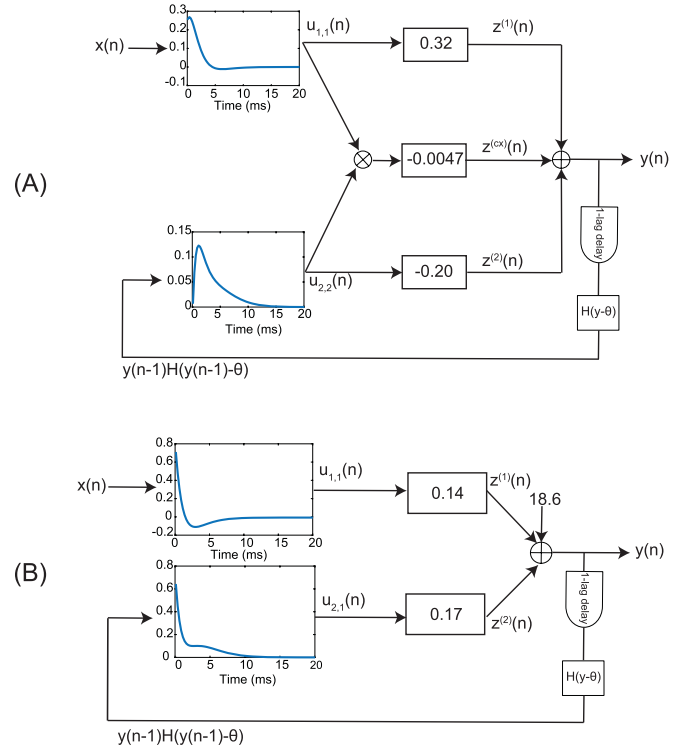 (A)
x(n)
0.3
0.2
0.1
0
-0.1
0 5 10 15 20
Time (ms)
u1,1(n)
0.32
z(1)(n)
-0.0047
z(cx)(n)
y(n)
0.15
0.1
0.05
0
0 5 10 15 20
Time (ms)
u2,2(n)
-0.20
z(2)(n)
1-lag delay
H(y-θ)
y(n-1)H(y(n-1)-θ)
(B)
x(n)
0.8
0.6
0.4
0.2
0
-0.2
0 5 10 15 20
Time (ms)
u1,1(n)
0.14
z(1)(n)
18.6
y(n)
0.8
0.6
0.4
0.2
0
0 5 10 15 20
Time (ms)
u2,1(n)
0.17
z(2)(n)
1-lag delay
H(y-θ)
y(n-1)H(y(n-1)-θ)